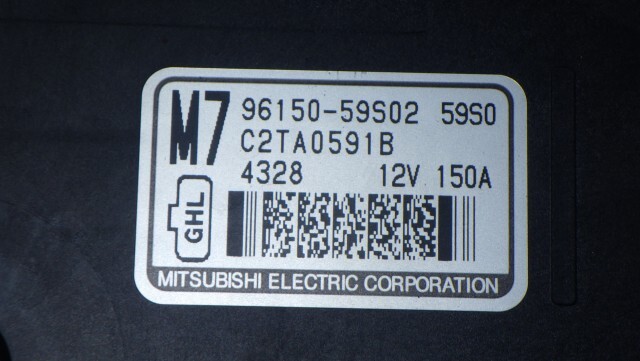 M7
96150-59S02 59S0
C2TA0591B
4328 12V 150A
GHL
MITSUBISHI ELECTRIC CORPORATION